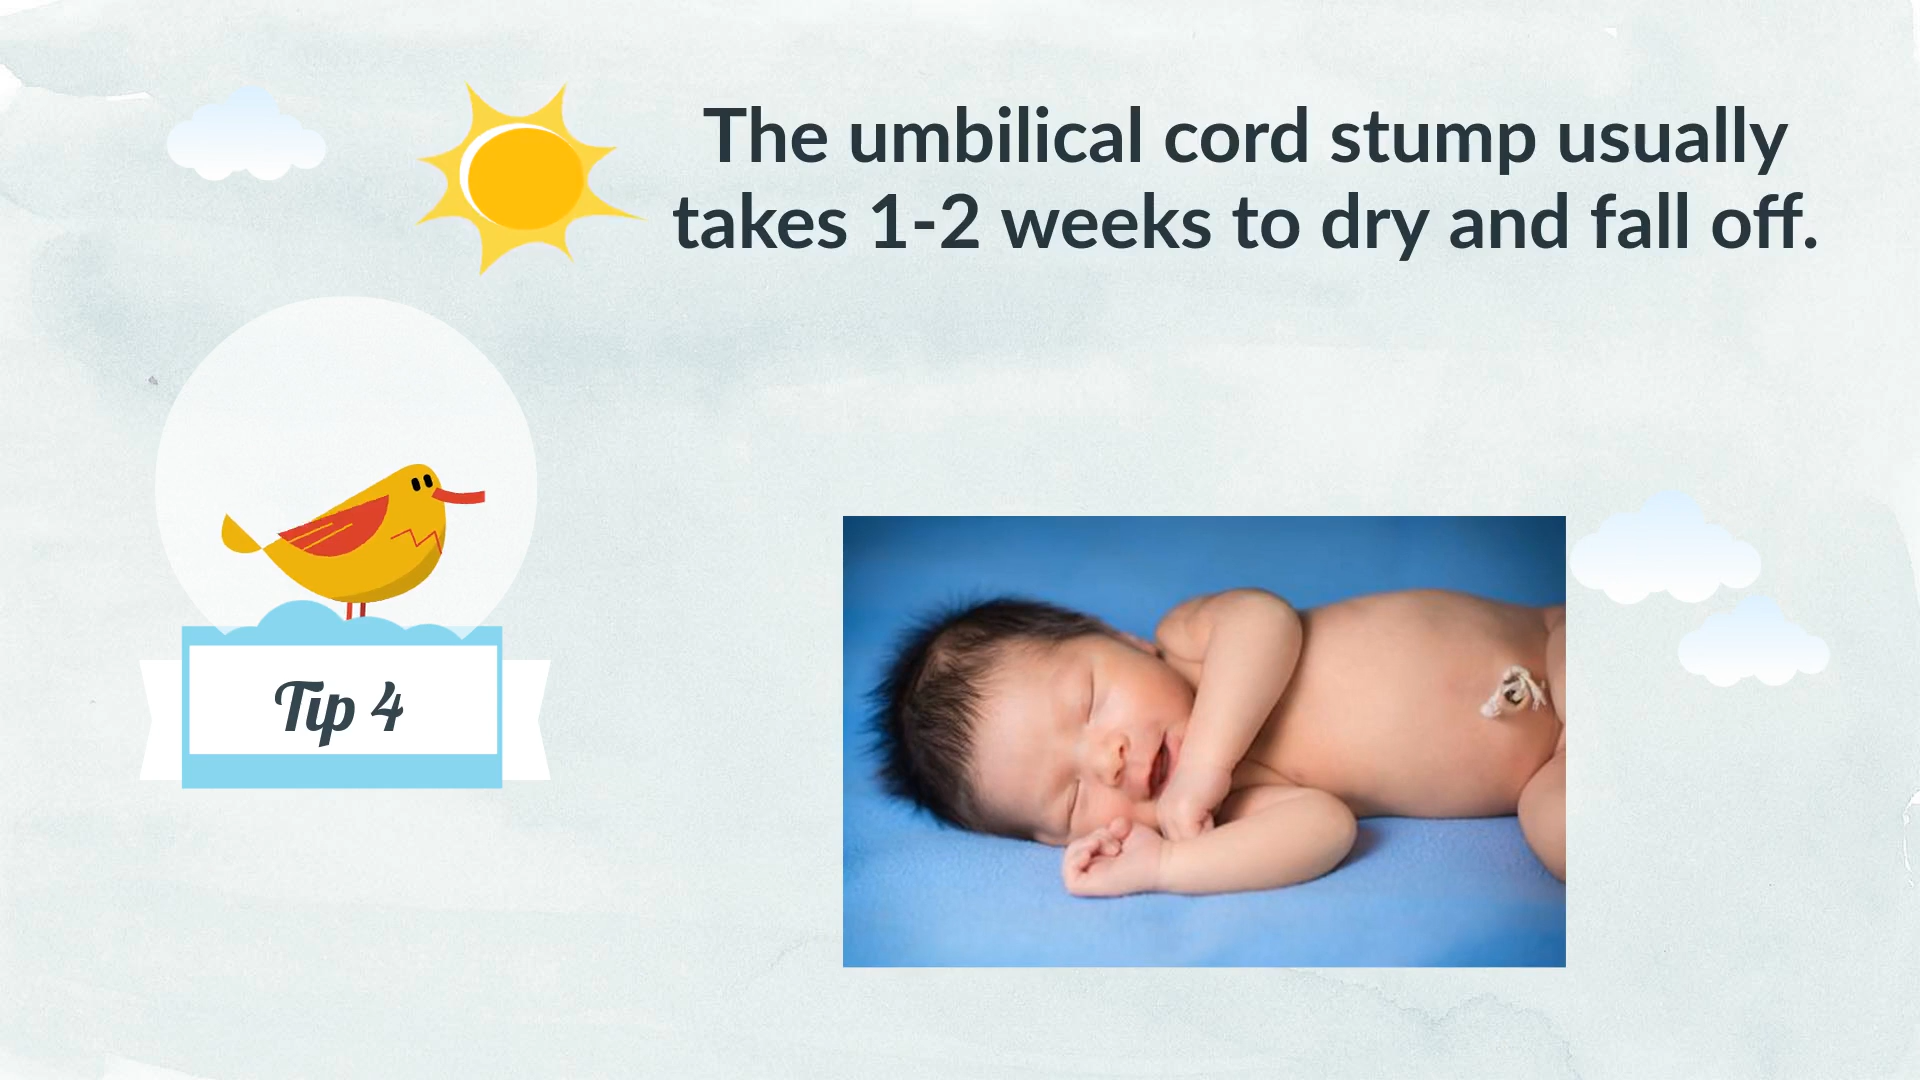 The umbilical cord stump usually
takes 1-2 weeks to dry and fall off.
Tip 4